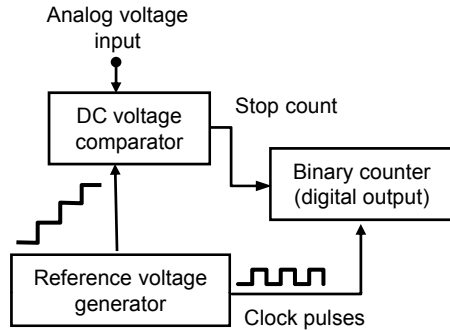 Analog voltage
input
DC voltage
comparator
Stop count
Binary counter
(digital output)
Reference voltage
generator
Clock pulses